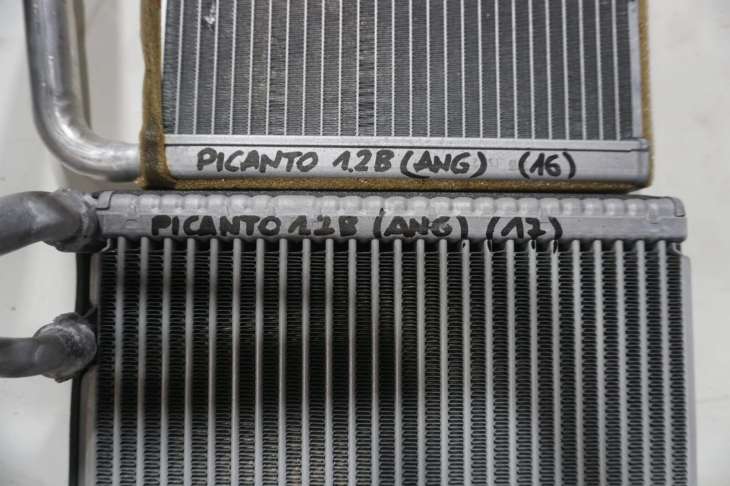 PICANTO 1.2B (ANG) (16)
PICANTO 1.2B (ANG) (17)